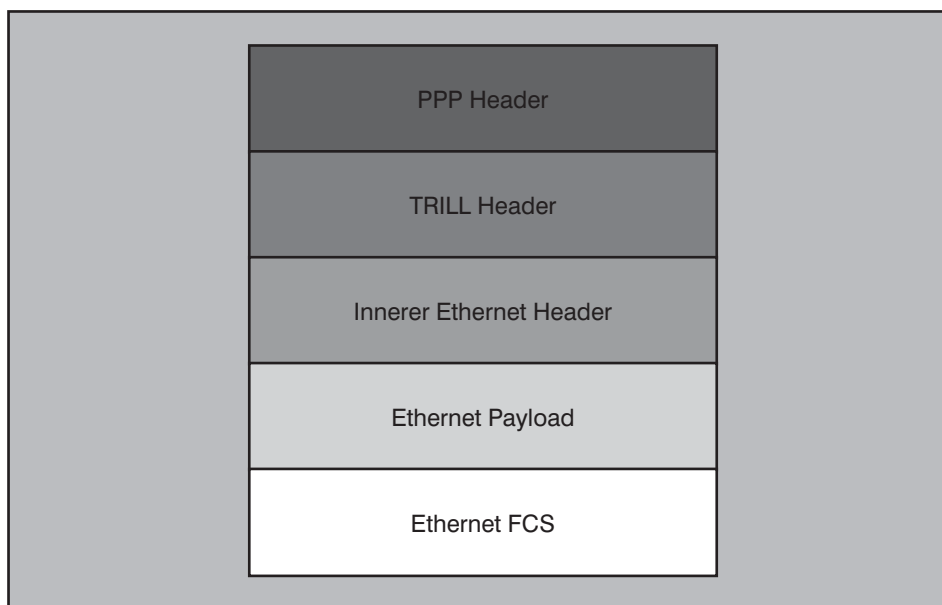 PPP Header
TRILL Header
Innerer Ethernet Header
Ethernet Payload
Ethernet FCS